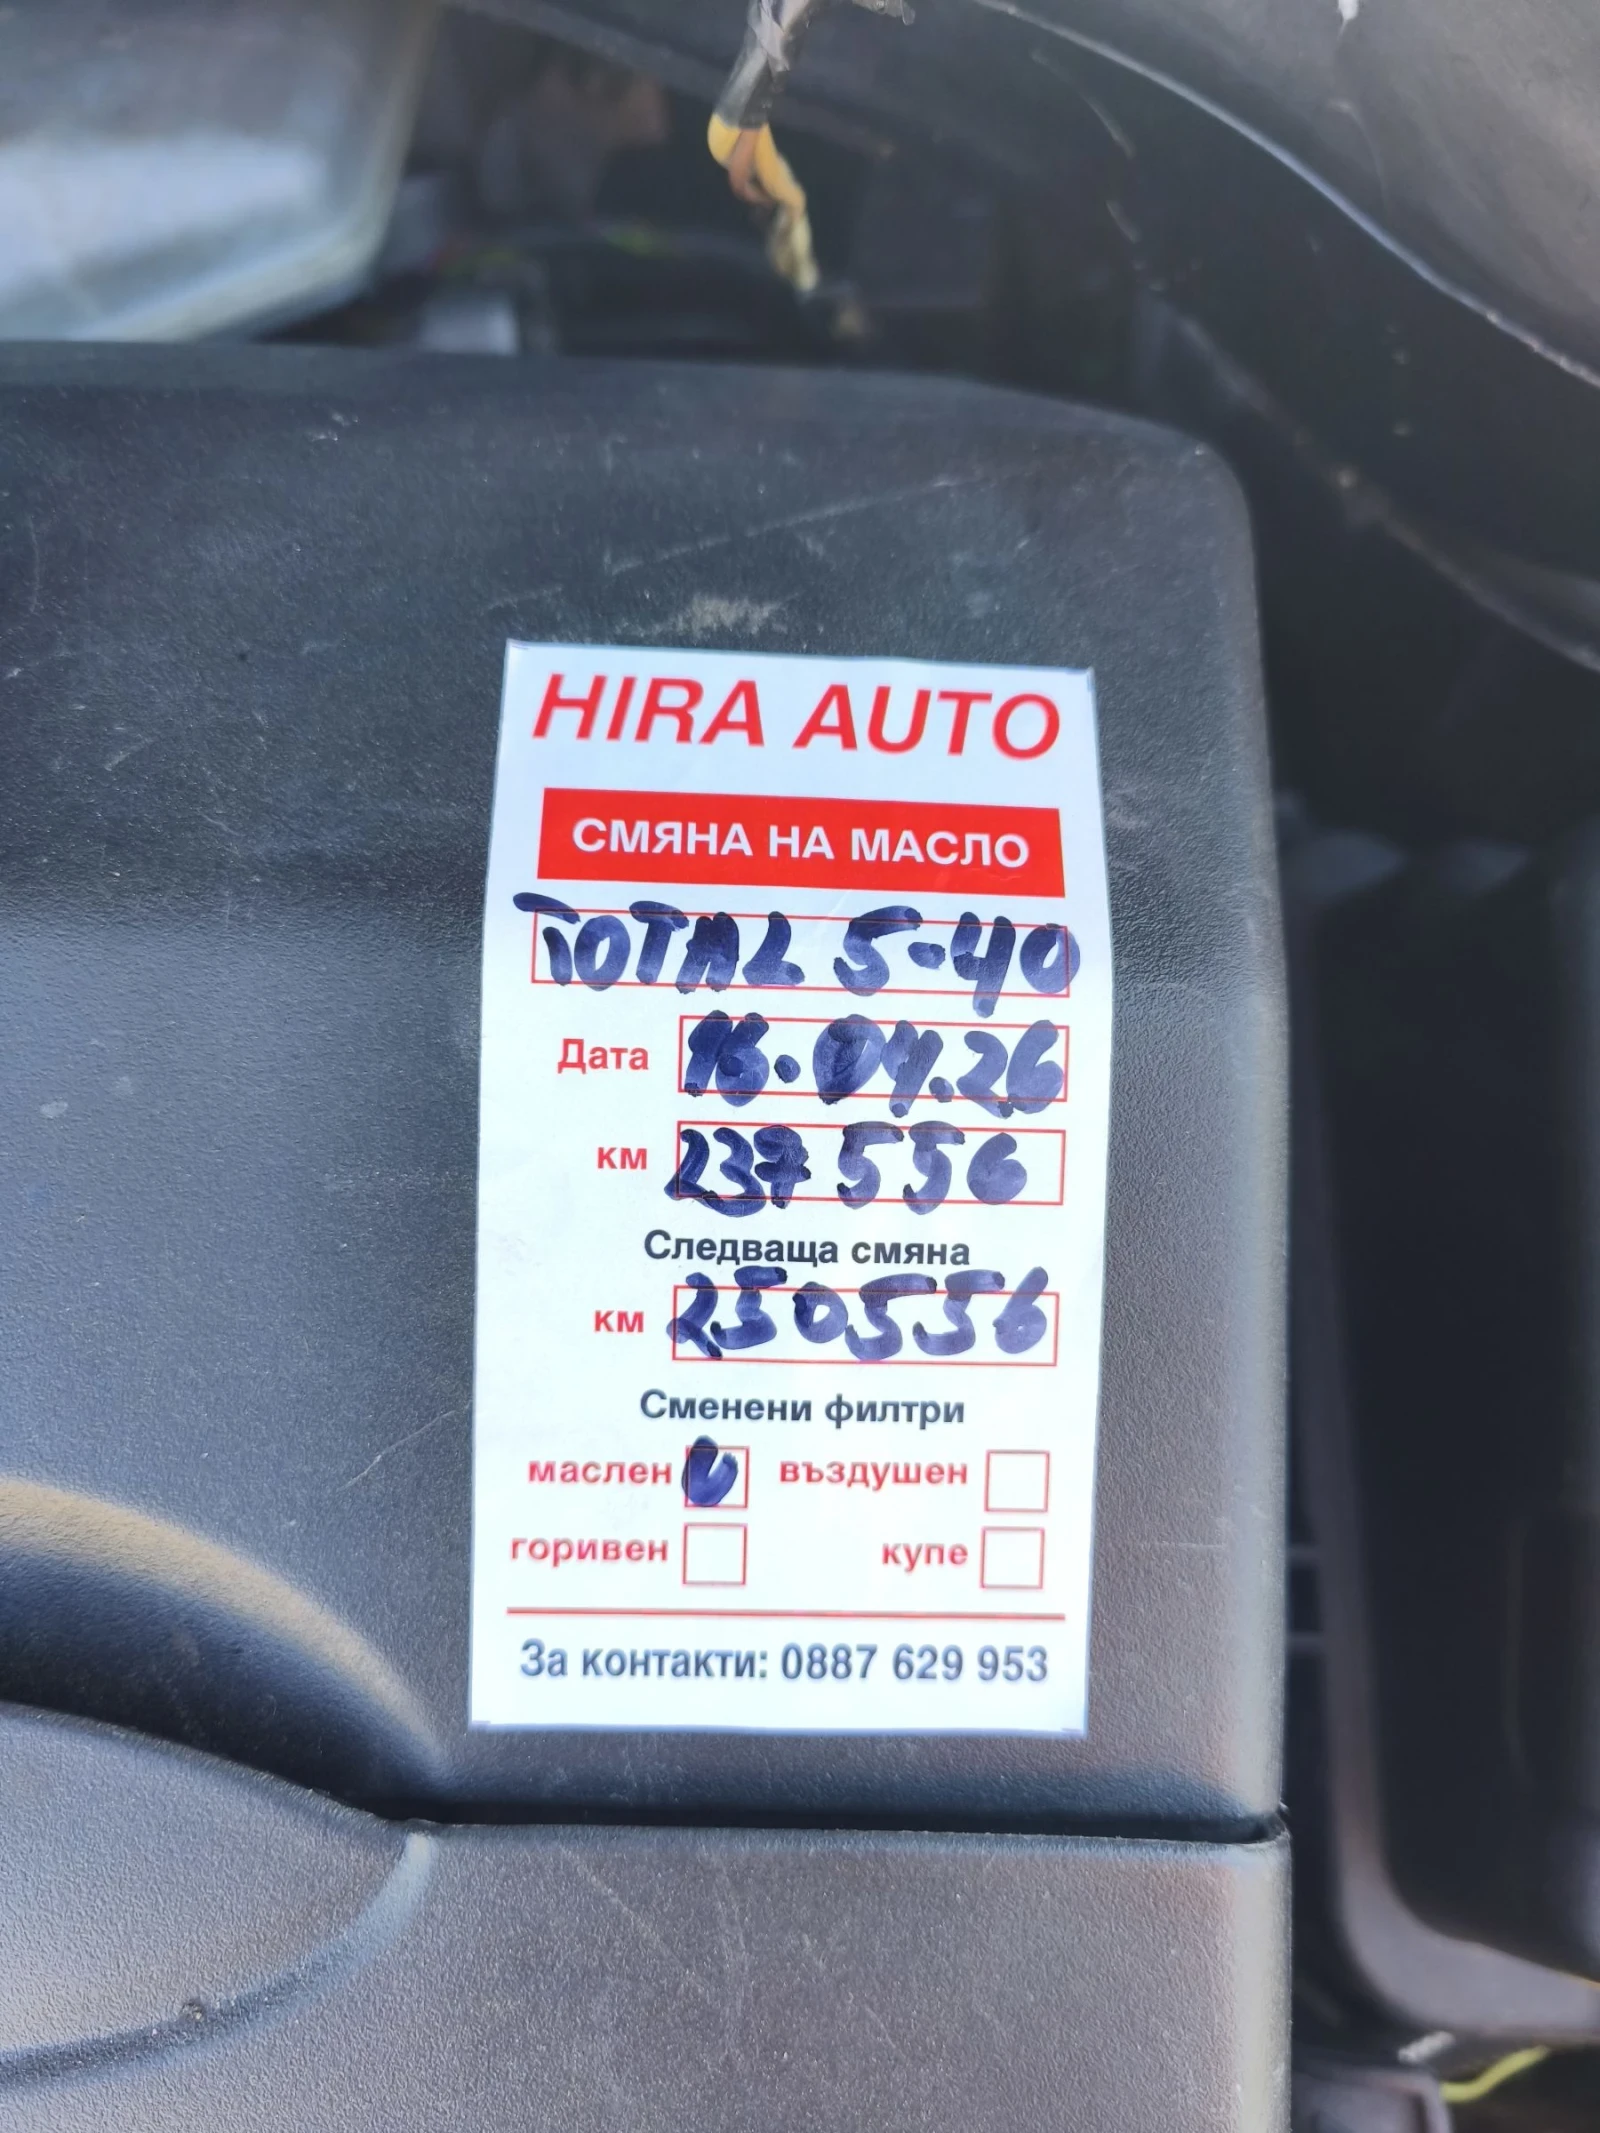 HIRA AUTO
СМЯНА НА МАСЛО
TOTAL 5-40
Дата 16.04.26
км 237 556
Следваща смяна
км 250556
Сменени филтри
маслен въздушен
горивен купе
За контакти: 0887 629 953